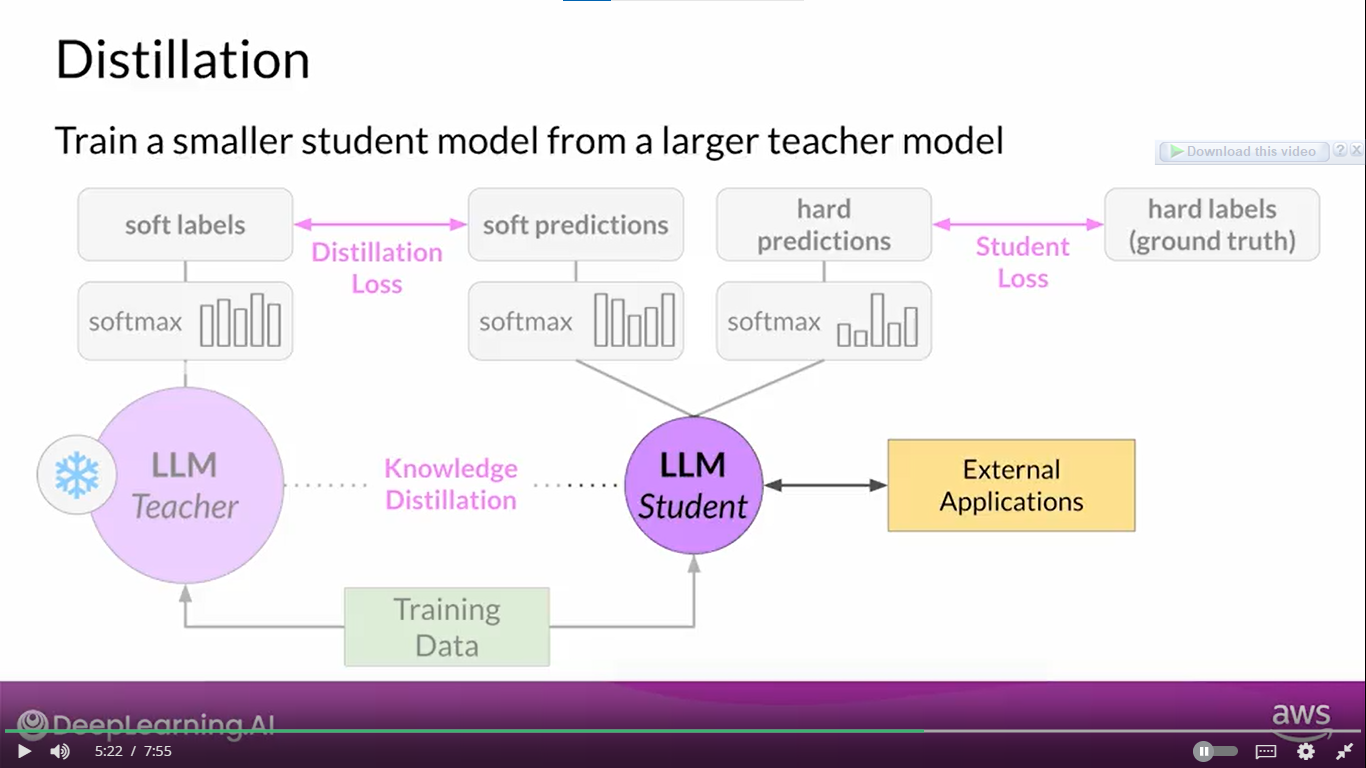 Distillation
Train a smaller student model from a larger teacher model
Download this video
?
X
soft labels
Distillation
Loss
soft predictions
hard
predictions
Student
Loss
hard labels
(ground truth)
softmax
softmax
softmax
LLM
Teacher
Knowledge
Distillation
LLM
Student
External
Applications
Training
Data
DeepLearning.AI
aws
5:22 / 7:55